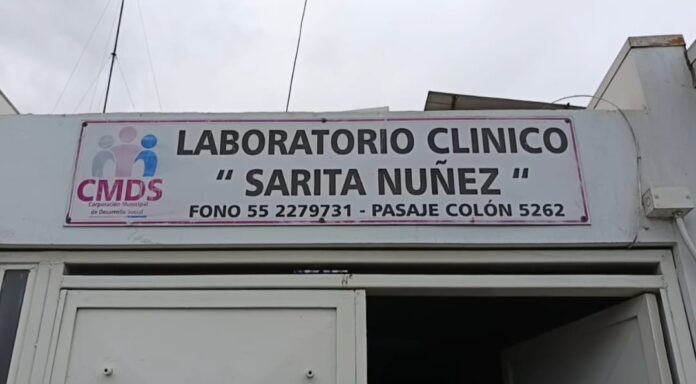 LABORATORIO CLINICO
" SARITA NUÑEZ "
FONO 55 2279731 - PASAJE COLÓN 5262
CMDS
Corporación Municipal
de Desarrollo Social